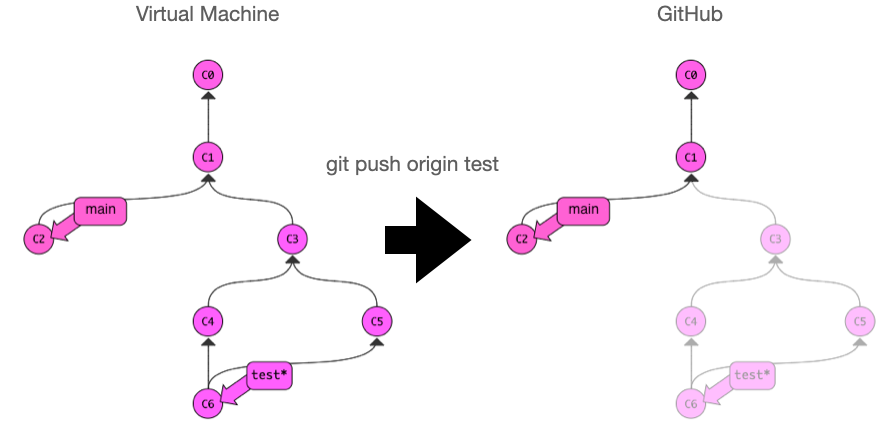 Virtual Machine
GitHub
C0
C0
C1
C1
git push origin test
main
main
C2
C3
C2
C3
C4
C5
C4
C5
test*
test*
C6
C6